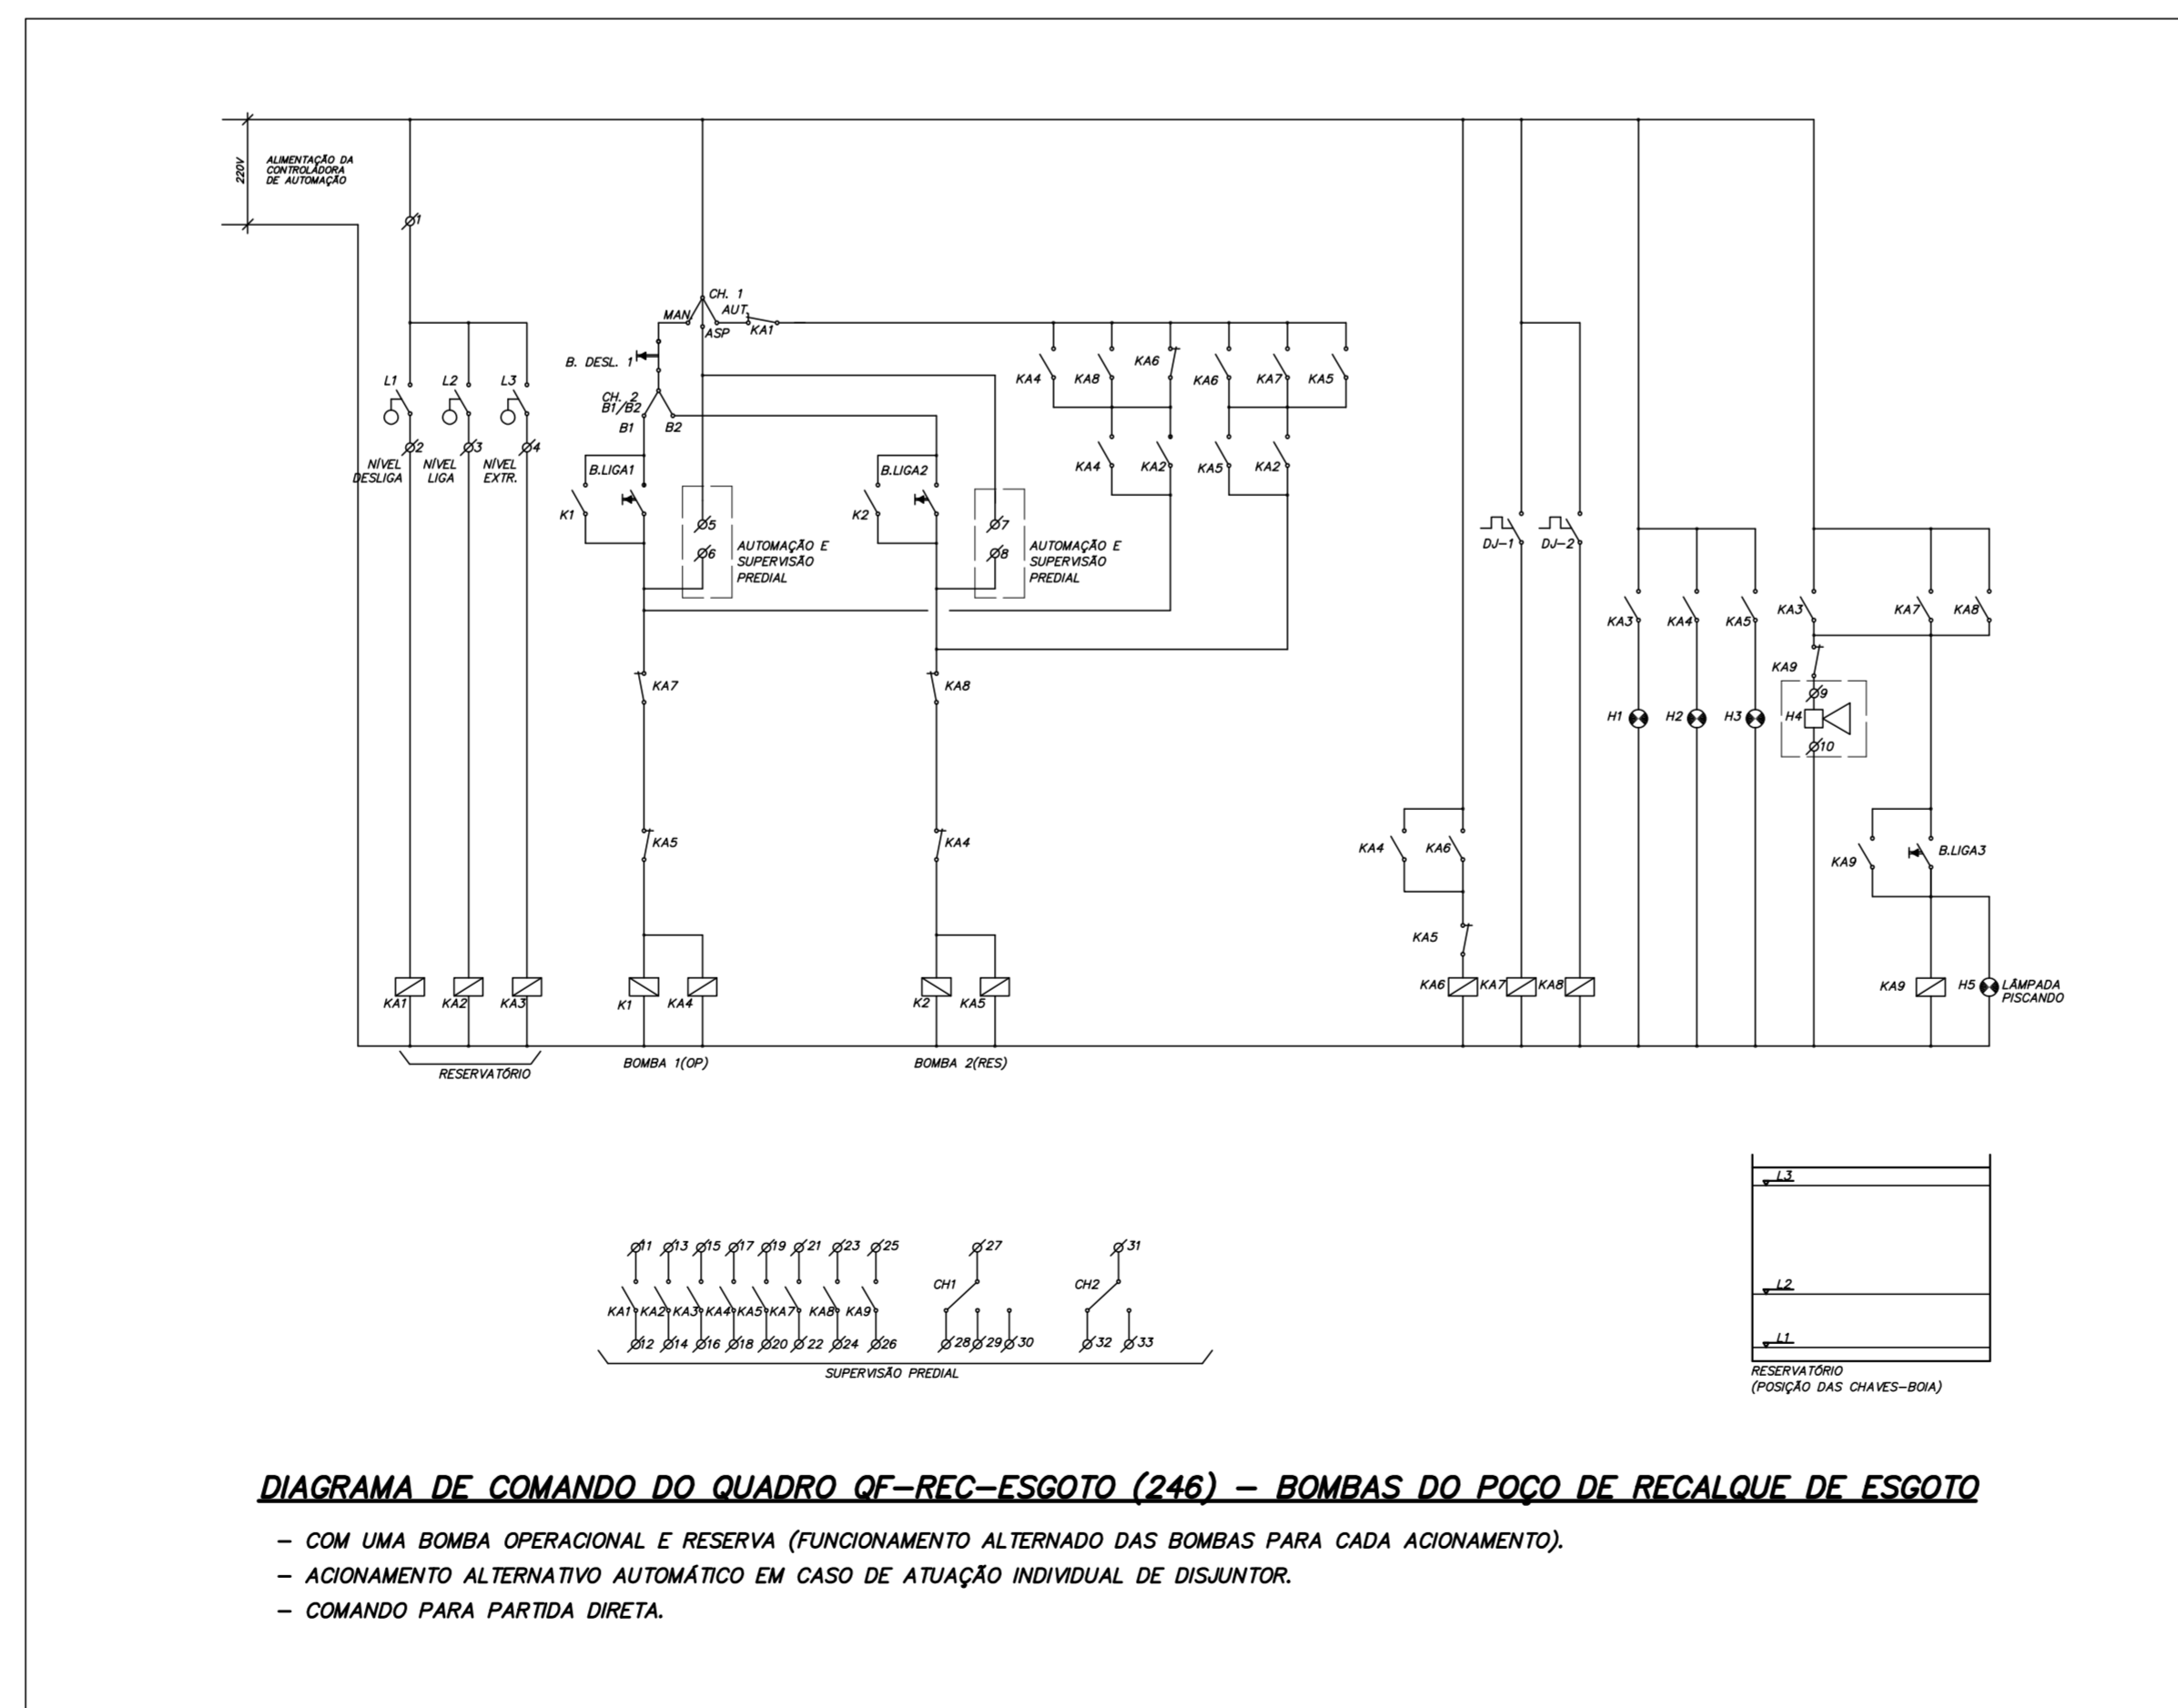 220V
ALIMENTAÇÃO DA
CONTROLADORA
DE AUTOMAÇÃO
1
CH. 1
MAN.
AUT.
ASP
KA1
B. DESL. 1
CH. 2
B1/B2
B1
B2
L1
L2
L3
2
3
4
NÍVEL
DESLIGA
NÍVEL
LIGA
NÍVEL
EXTR.
KA4
KA8
KA6
KA6
KA7
KA5
KA4
KA2
KA5
KA2
B.LIGA1
K1
5
6
AUTOMAÇÃO E
SUPERVISÃO
PREDIAL
B.LIGA2
K2
7
8
AUTOMAÇÃO E
SUPERVISÃO
PREDIAL
DJ-1
DJ-2
KA3
KA4
KA5
KA3
KA7
KA8
KA7
KA8
KA9
9
H1
H2
H3
H4
10
KA5
KA4
KA4
KA6
KA9
B.LIGA3
KA5
KA1
KA2
KA3
K1
KA4
K2
KA5
KA6
KA7
KA8
KA9
H5
LÂMPADA
PISCANDO
RESERVATÓRIO
BOMBA 1(OP)
BOMBA 2(RES)
L3
L2
L1
RESERVATÓRIO
(POSIÇÃO DAS CHAVES-BOIA)
11 13 15 17 19 21 23 25 27 31
CH1
CH2
KA1 KA2 KA3 KA4 KA5 KA7 KA8 KA9
12 14 16 18 20 22 24 26 28 29 30 32 33
SUPERVISÃO PREDIAL
DIAGRAMA DE COMANDO DO QUADRO QF-REC-ESGOTO (246) - BOMBAS DO POÇO DE RECALQUE DE ESGOTO
- COM UMA BOMBA OPERACIONAL E RESERVA (FUNCIONAMENTO ALTERNADO DAS BOMBAS PARA CADA ACIONAMENTO).
- ACIONAMENTO ALTERNATIVO AUTOMÁTICO EM CASO DE ATUAÇÃO INDIVIDUAL DE DISJUNTOR.
- COMANDO PARA PARTIDA DIRETA.